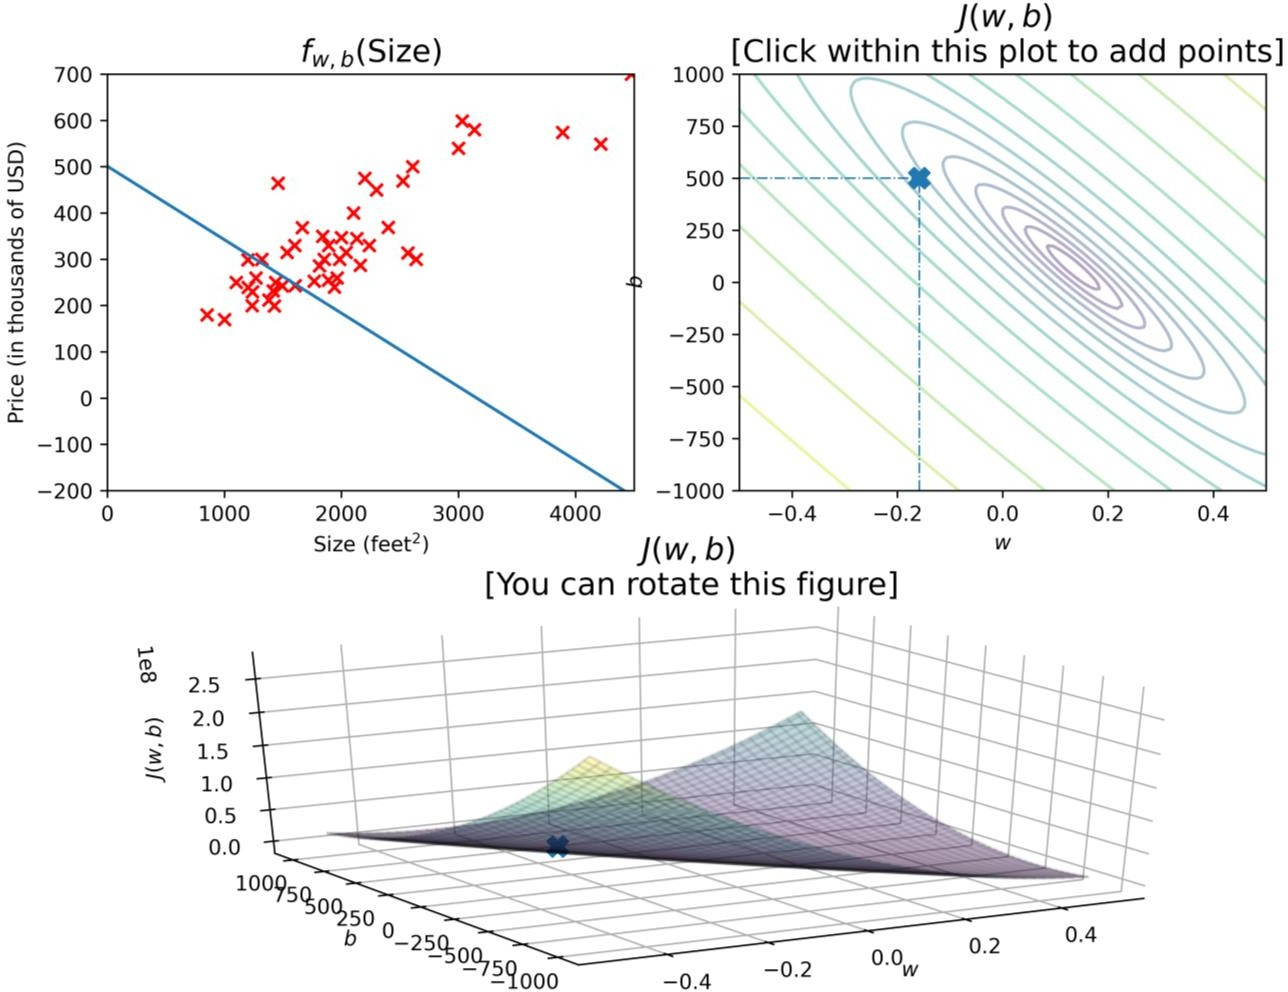 f_{w,b}(Size)
700
600
500
400
300
200
100
0
−100
−200
Price (in thousands of USD)
0 1000 2000 3000 4000
Size (feet²)
J(w, b)
[Click within this plot to add points]
1000
750
500
250
0
−250
−500
−750
−1000
b
−0.4 −0.2 0.0 0.2 0.4
w
J(w, b)
[You can rotate this figure]
1e8
2.5
2.0
1.5
1.0
0.5
0.0
J(w, b)
1000
750
500
250
0
−250
−500
−750
−1000
b
−0.4 −0.2 0.0 0.2 0.4
w